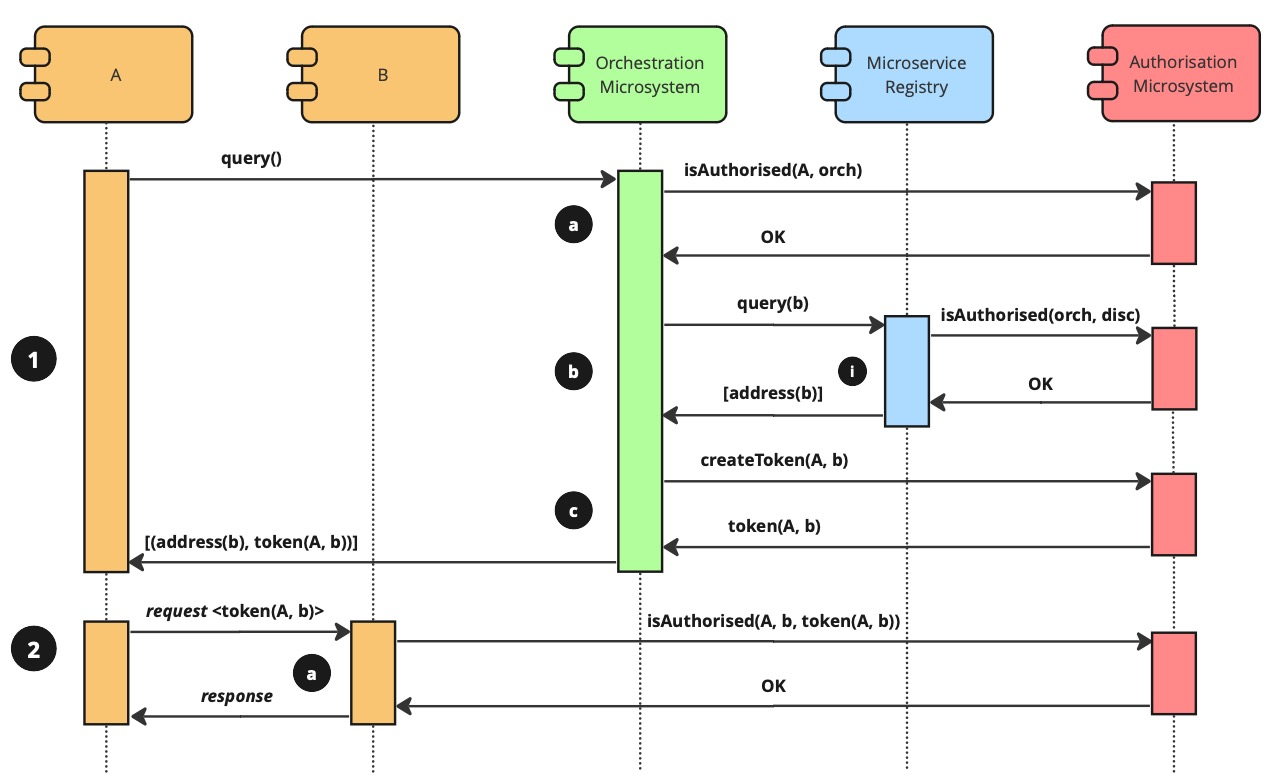 A
B
Orchestration
Microsystem
Microservice
Registry
Authorisation
Microsystem
query()
isAuthorised(A, orch)
a
OK
query(b)
isAuthorised(orch, disc)
1
b
i
OK
[address(b)]
createToken(A, b)
c
token(A, b)
[(address(b), token(A, b))]
request <token(A, b)>
isAuthorised(A, b, token(A, b))
2
a
OK
response